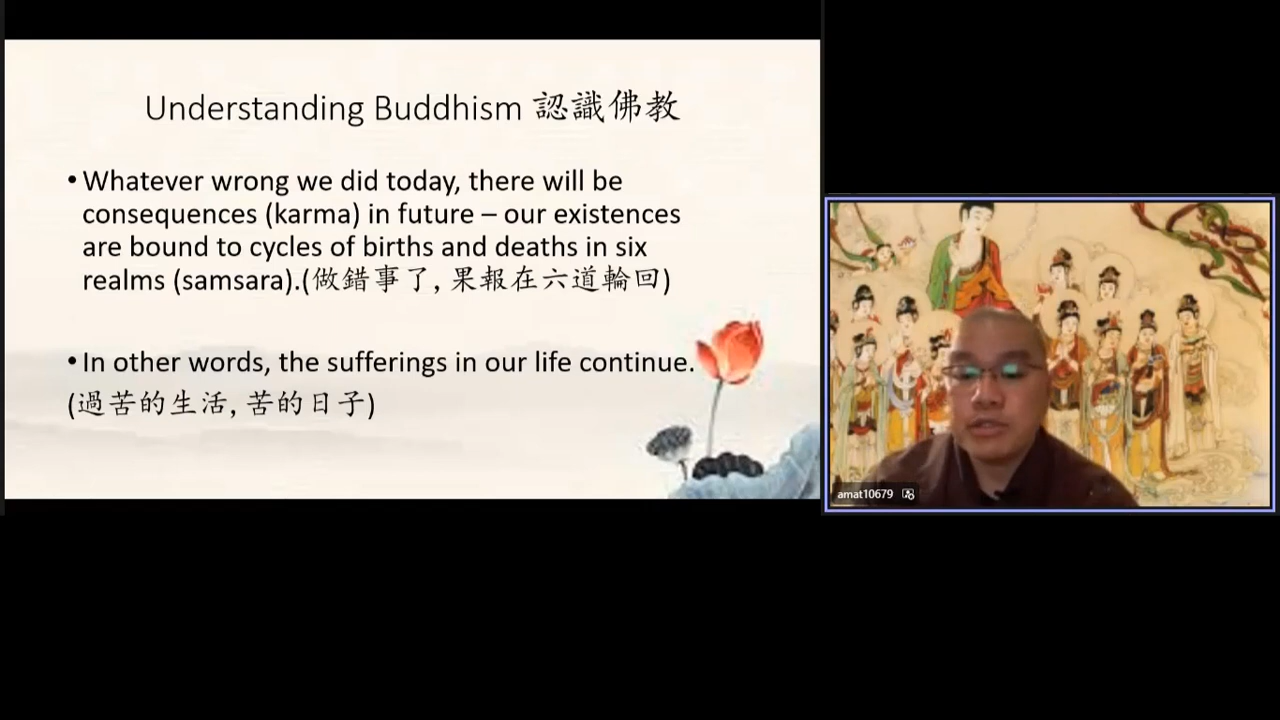 Understanding Buddhism 認識佛教
•Whatever wrong we did today, there will be
consequences (karma) in future – our existences
are bound to cycles of births and deaths in six
realms (samsara).(做錯事了, 果報在六道輪回)
•In other words, the sufferings in our life continue.
(過苦的生活, 苦的日子)
amat10679